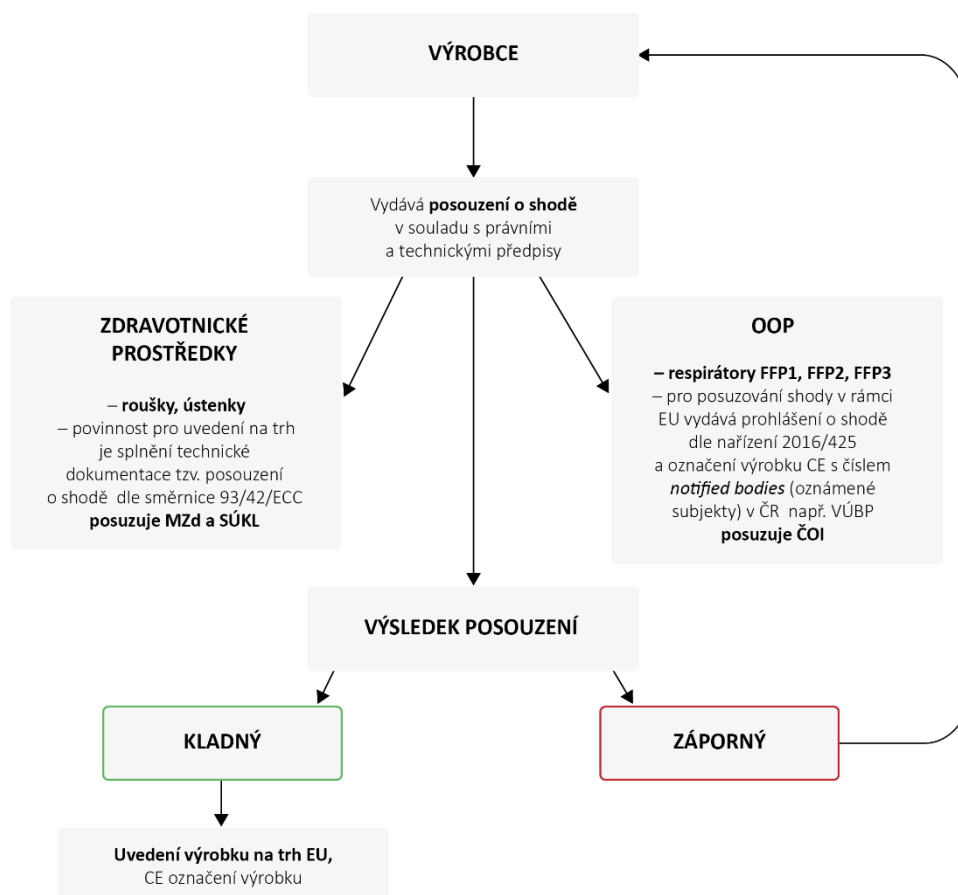 VÝROBCE
Vydává posouzení o shodě
v souladu s právními
a technickými předpisy
ZDRAVOTNICKÉ
PROSTŘEDKY
– roušky, ústenky
– povinnost pro uvedení na trh
je splnění technické
dokumentace tzv. posouzení
o shodě dle směrnice 93/42/ECC
posuzuje MZd a SÚKL
OOP
– respirátory FFP1, FFP2, FFP3
– pro posuzování shody v rámci
EU vydává prohlášení o shodě
dle nařízení 2016/425
a označení výrobku CE s číslem
notified bodies (oznámené
subjekty) v ČR např. VÚBP
posuzuje ČOI
VÝSLEDEK POSOUZENÍ
KLADNÝ
ZÁPORNÝ
Uvedení výrobku na trh EU,
CE označení výrobku